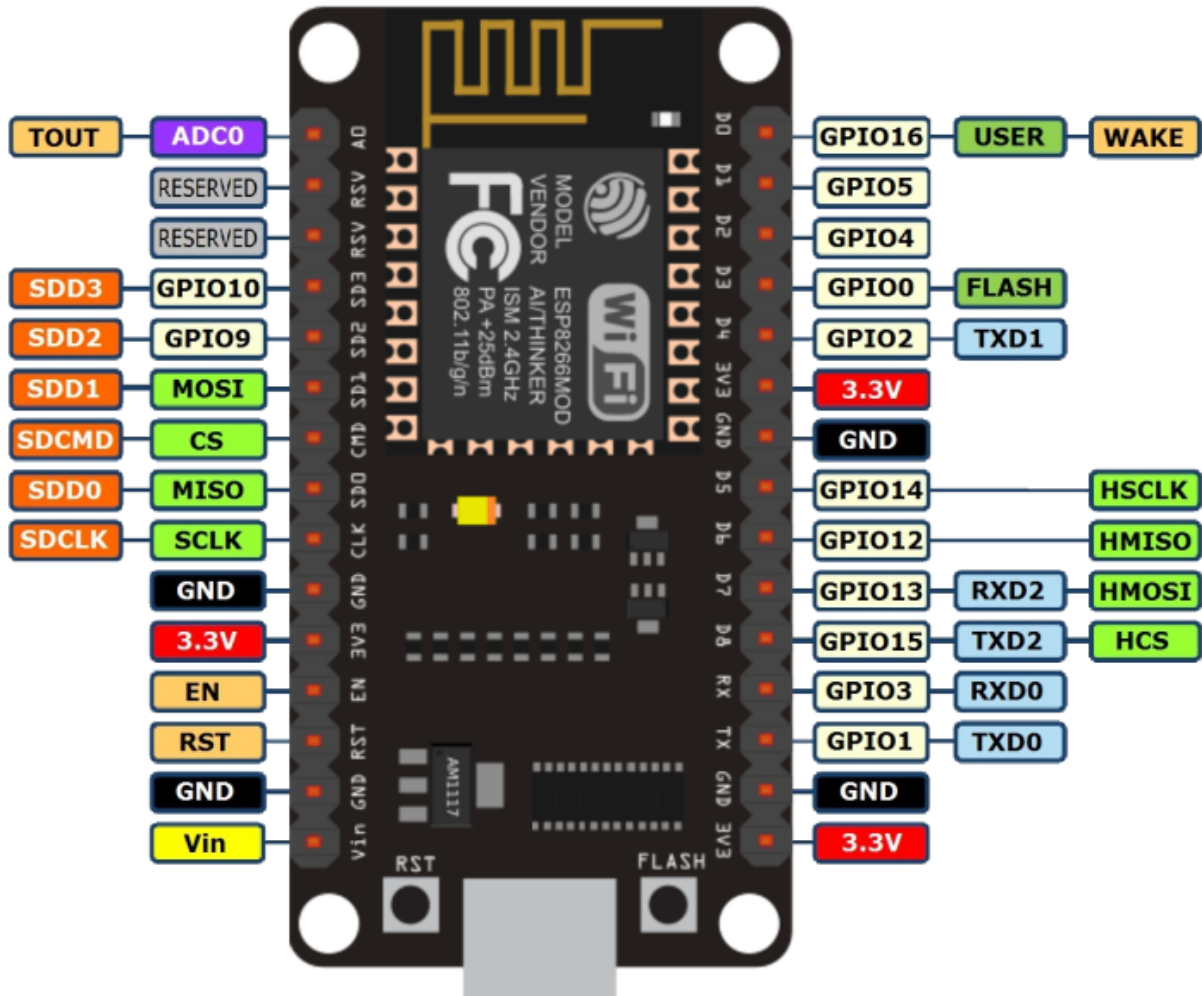 TOUT ADC0
RESERVED
RESERVED
SDD3 GPIO10
SDD2 GPIO9
SDD1 MOSI
SDCMD CS
SDD0 MISO
SDCLK SCLK
GND
3.3V
EN
RST
GND
Vin
A0
RSV
RSV
SD3
SD2
SD1
CMD
SD0
CLK
GND
3V3
EN
RST
GND
Vin
FC
MODEL
VENDOR
ESP8266MOD
AI/THINKER
ISM 2.4GHz
PA +25dBm
802.11b/g/n
Wi Fi
AM1117
RST
FLASH
D0
D1
D2
D3
D4
3V3
GND
D5
D6
D7
D8
RX
TX
GND
3V3
GPIO16 USER WAKE
GPIO5
GPIO4
GPIO0 FLASH
GPIO2 TXD1
3.3V
GND
GPIO14 HSCLK
GPIO12 HMISO
GPIO13 RXD2 HMOSI
GPIO15 TXD2 HCS
GPIO3 RXD0
GPIO1 TXD0
GND
3.3V